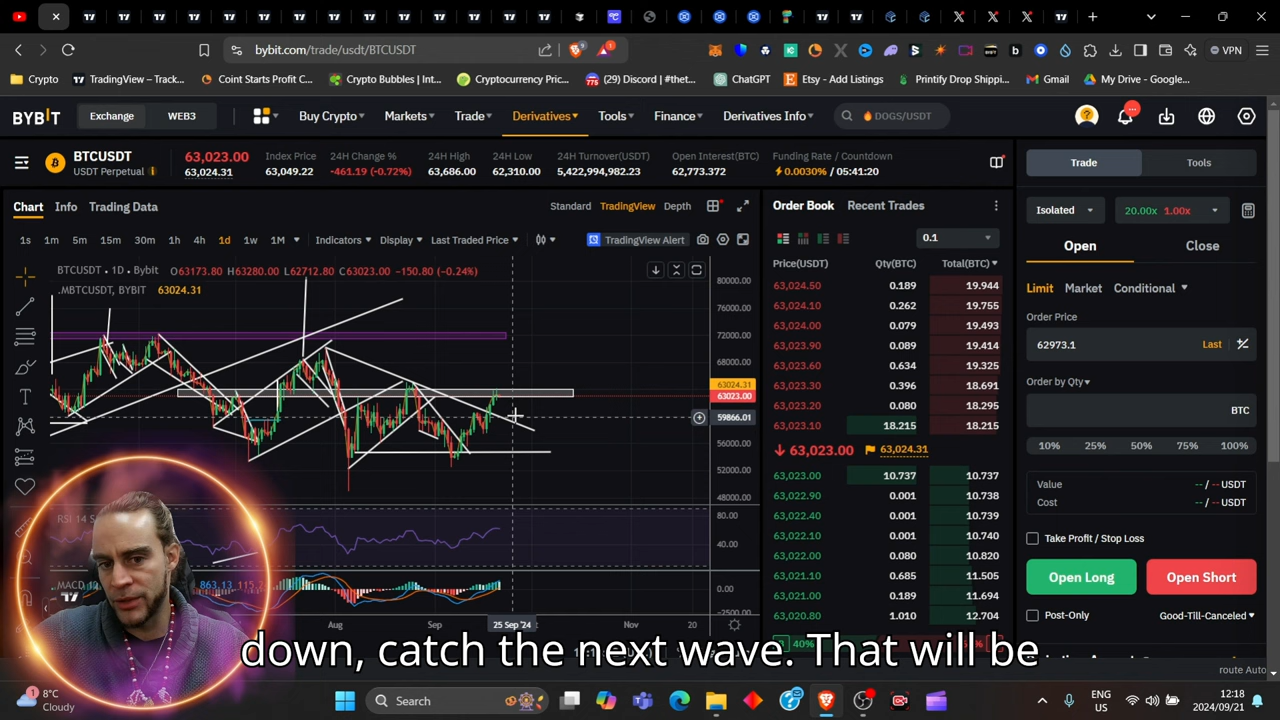 bybit.com/trade/usdt/BTCUSDT
VPN
Crypto
TradingView – Track...
Coint Starts Profit C...
Crypto Bubbles | Int...
Cryptocurrency Pric...
(29) Discord | #thet...
ChatGPT
Etsy - Add Listings
Printify Drop Shippi...
Gmail
My Drive - Google...
BYBIT
Exchange
WEB3
Buy Crypto
Markets
Trade
Derivatives
Tools
Finance
Derivatives Info
DOGS/USDT
BTCUSDT
USDT Perpetual
63,023.00
63,024.31
Index Price
63,049.22
24H Change %
-461.19 (-0.72%)
24H High
63,686.00
24H Low
62,310.00
24H Turnover(USDT)
5,422,994,982.23
Open Interest(BTC)
62,773.372
Funding Rate / Countdown
0.0030% / 05:41:20
Chart
Info
Trading Data
Standard
TradingView
Depth
1s
1m
5m
15m
30m
1h
4h
1d
1w
1M
Indicators
Display
Last Traded Price
TradingView Alert
BTCUSDT · 1D · Bybit O63173.80 H63280.00 L62712.80 C63023.00 -150.80 (-0.24%)
.MBTCUSDT, BYBIT 63024.31
80000.00
72000.00
68000.00
63024.31
63023.00
59866.01
56000.00
52000.00
48000.00
RSI 14 S
80.00
40.00
MACD
863.13 115.2
0.00
Aug
Sep
25 Sep '24
Nov
20
Order Book
Recent Trades
0.1
Price(USDT)
Qty(BTC)
Total(BTC)
63,024.50 0.189 19.944
63,024.10 0.262 19.755
63,024.00 0.079 19.493
63,023.90 0.089 19.414
63,023.60 0.634 19.325
63,023.30 0.396 18.691
63,023.20 0.080 18.295
63,023.10 18.215 18.215
63,023.00 63,024.31
63,023.00 10.737 10.737
63,022.90 0.001 10.738
63,022.40 0.001 10.739
63,022.10 0.001 10.740
63,022.00 0.080 10.820
63,021.10 0.685 11.505
63,021.00 0.189 11.694
63,020.80 1.010 12.704
40%
Trade
Tools
Isolated
20.00x 1.00x
Open
Close
Limit
Market
Conditional
Order Price
62973.1
Last
Order by Qty
BTC
10%
25%
50%
75%
100%
Value
-- / -- USDT
Cost
-- / -- USDT
Take Profit / Stop Loss
Open Long
Open Short
Post-Only
Good-Till-Canceled
route Auto
down, catch the next wave. That will be
8°C
Cloudy
Search
ENG
UC
12:18
2024/09/21